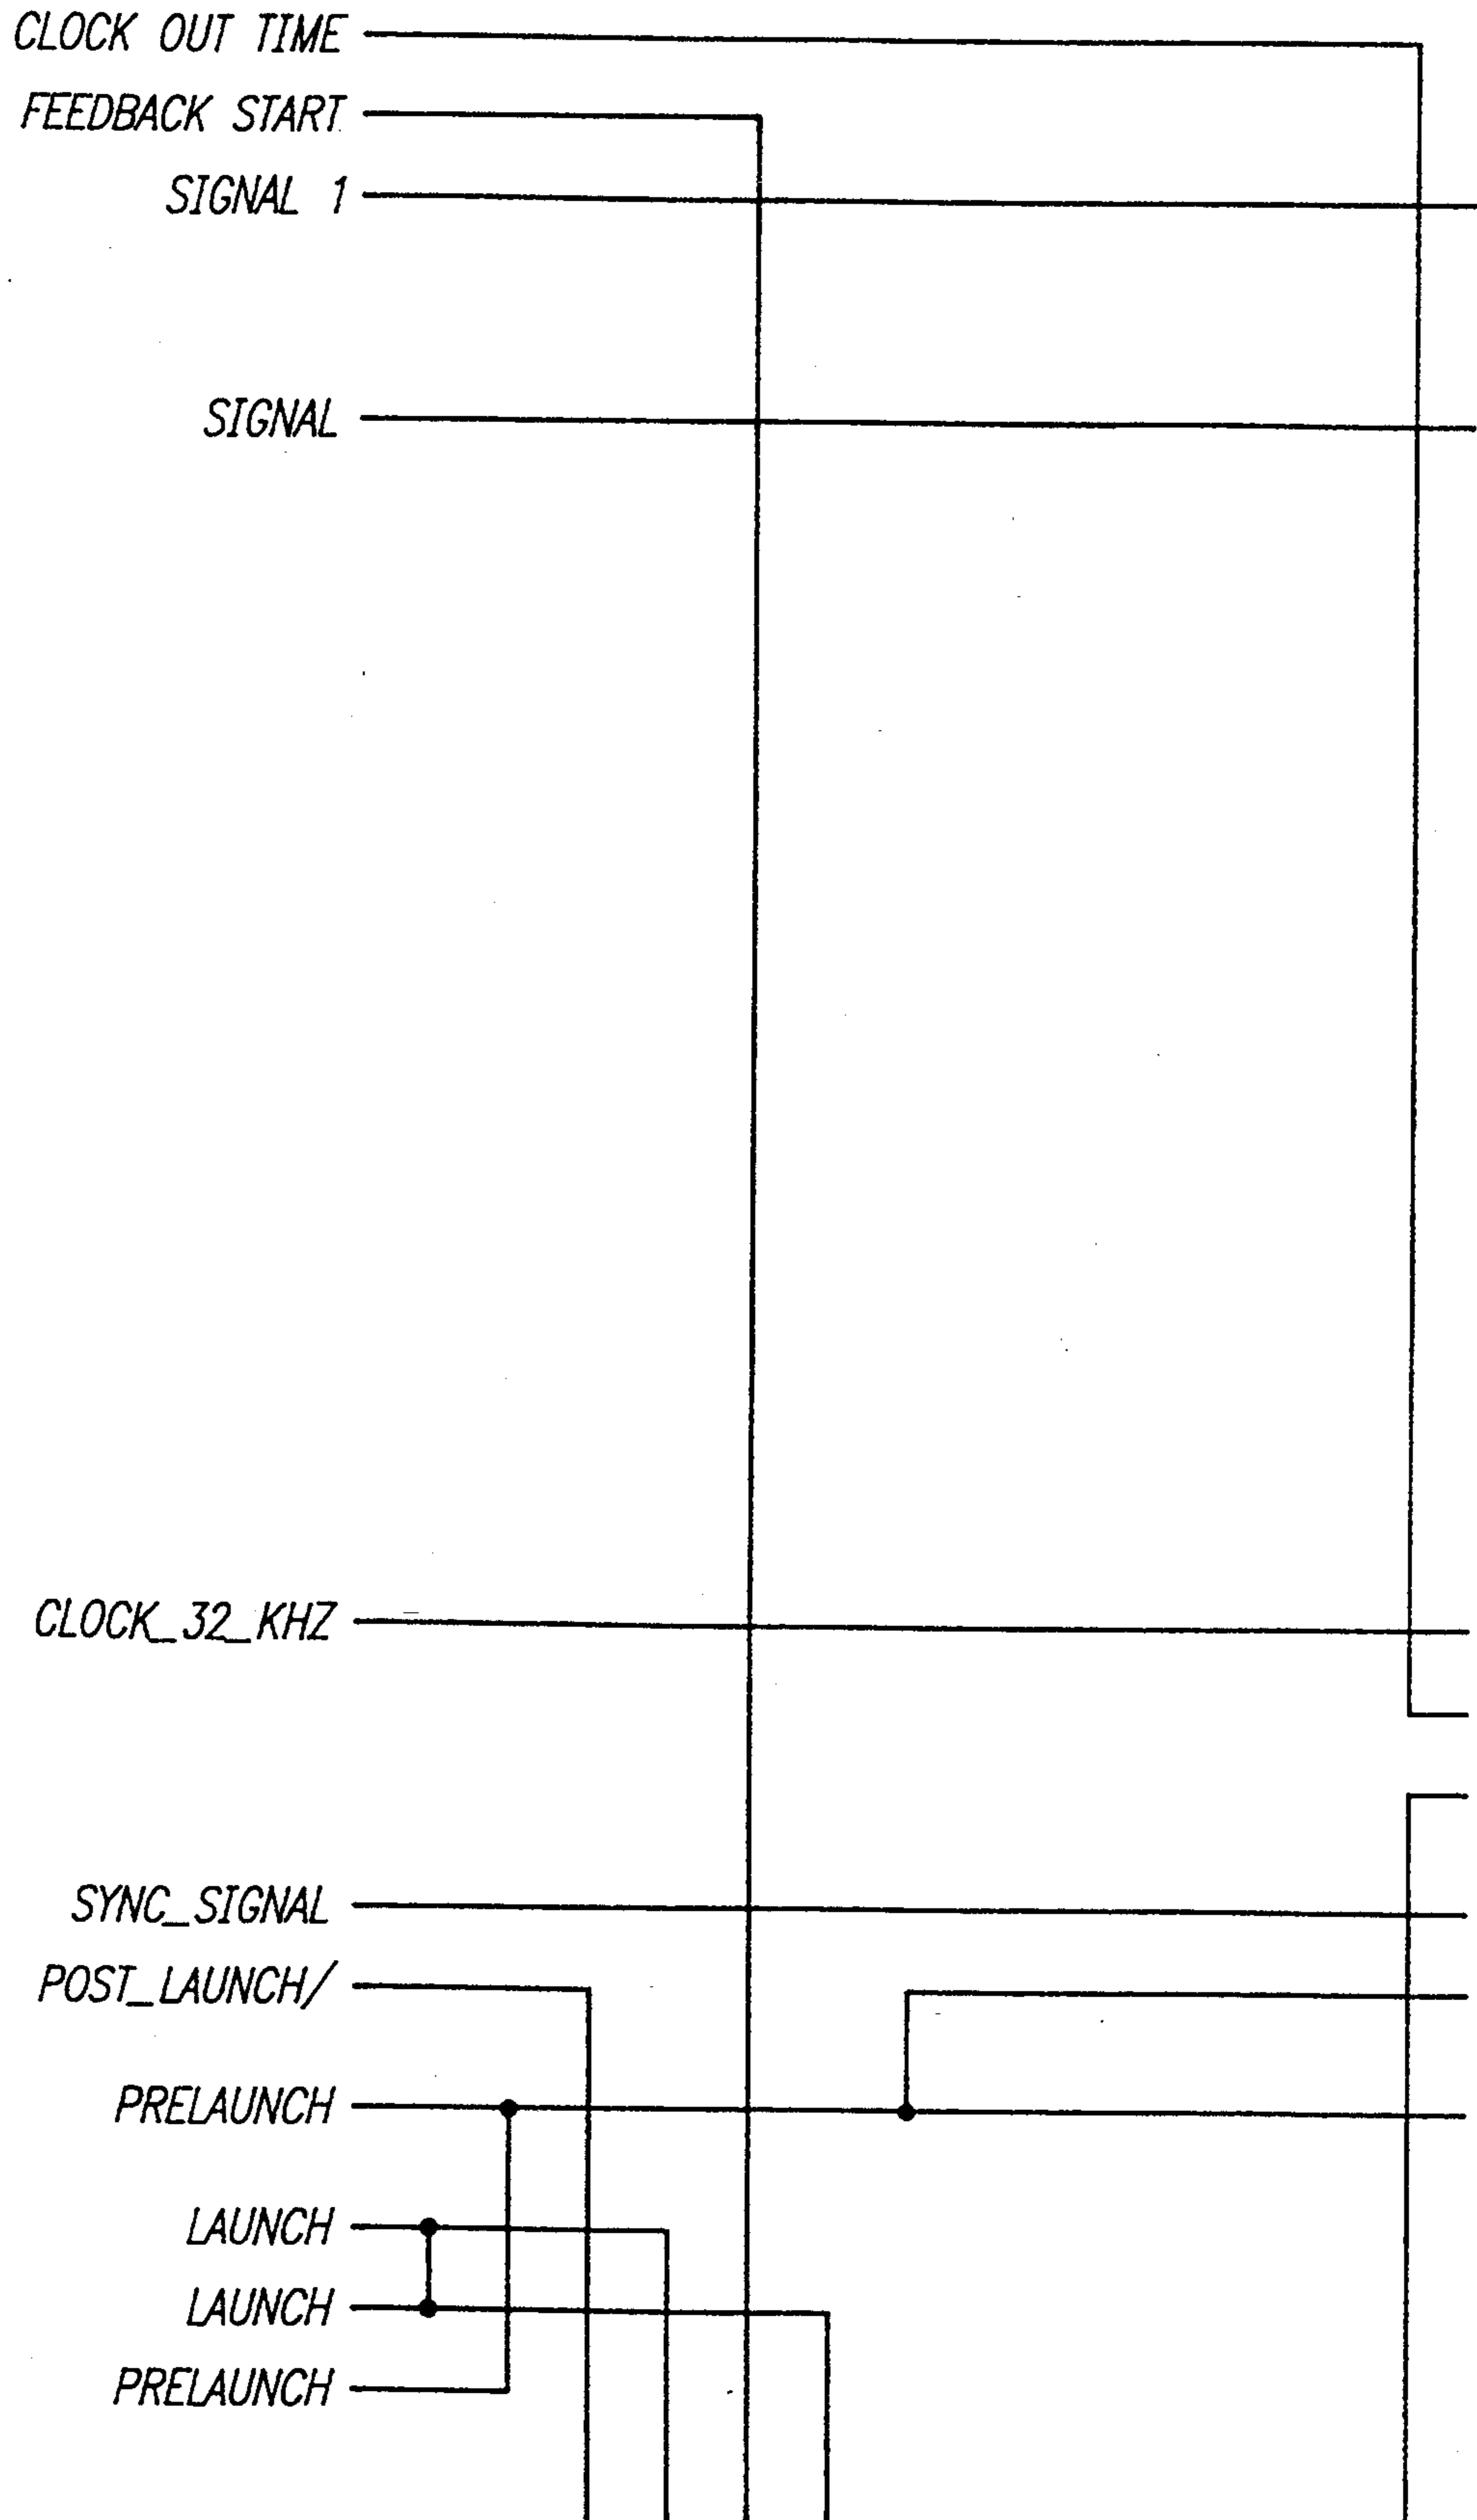 CLOCK OUT TIME
FEEDBACK START
SIGNAL 1
SIGNAL
CLOCK_32_KHZ
SYNC_SIGNAL
POST_LAUNCH/
PRELAUNCH
LAUNCH
LAUNCH
PRELAUNCH